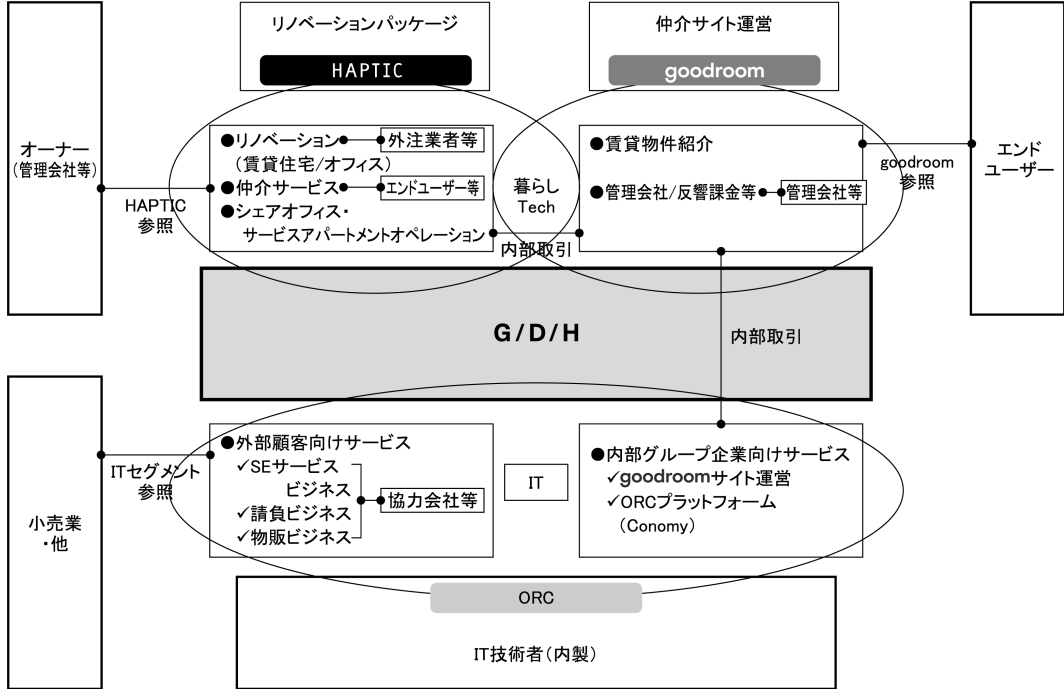 リノベーションパッケージ
HAPTIC
仲介サイト運営
goodroom
オーナー
(管理会社等)
HAPTIC
参照
●リノベーション
外注業者等
(賃貸住宅/オフィス)
●仲介サービス
エンドユーザー等
●シェアオフィス・
サービスアパートメントオペレーション
暮らし
Tech
内部取引
●賃貸物件紹介
●管理会社/反響課金等
管理会社等
goodroom
参照
エンド
ユーザー
G/D/H
内部取引
小売業
・他
ITセグメント
参照
●外部顧客向けサービス
✓SEサービス
ビジネス
✓請負ビジネス
✓物販ビジネス
協力会社等
IT
●内部グループ企業向けサービス
✓goodroomサイト運営
✓ORCプラットフォーム
(Conomy)
ORC
IT技術者(内製)